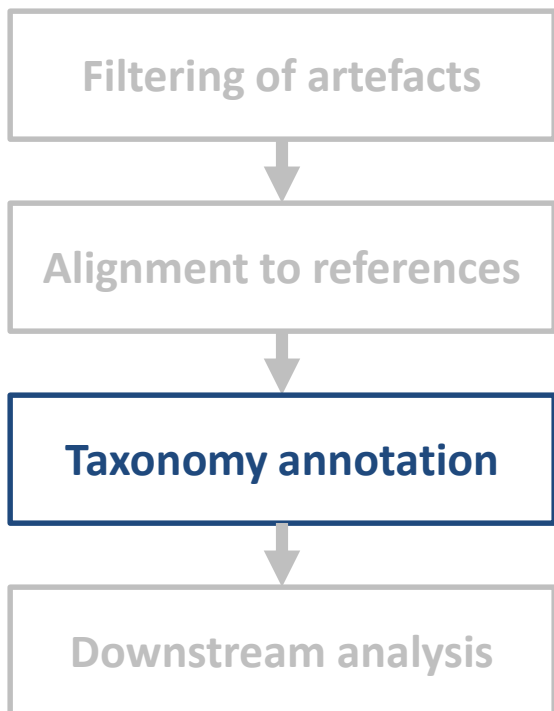 Filtering of artefacts
Alignment to references
Taxonomy annotation
Downstream analysis